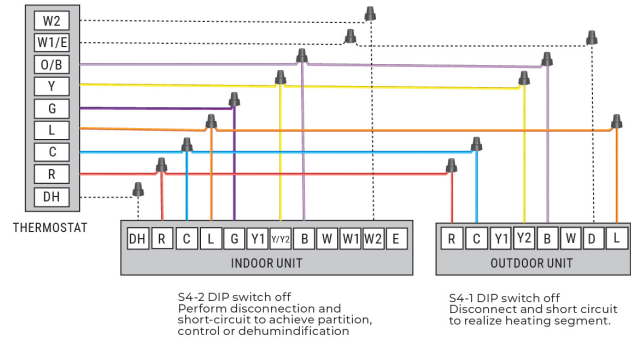 W2
W1/E
O/B
Y
G
L
C
R
DH
THERMOSTAT
DH R C L G Y1 Y/Y2 B W W1 W2 E
INDOOR UNIT
R C Y1 Y2 B W D L
OUTDOOR UNIT
S4-2 DIP switch off
Perform disconnection and
short-circuit to achieve partition,
control or dehumindification
S4-1 DIP switch off
Disconnect and short circuit
to realize heating segment.